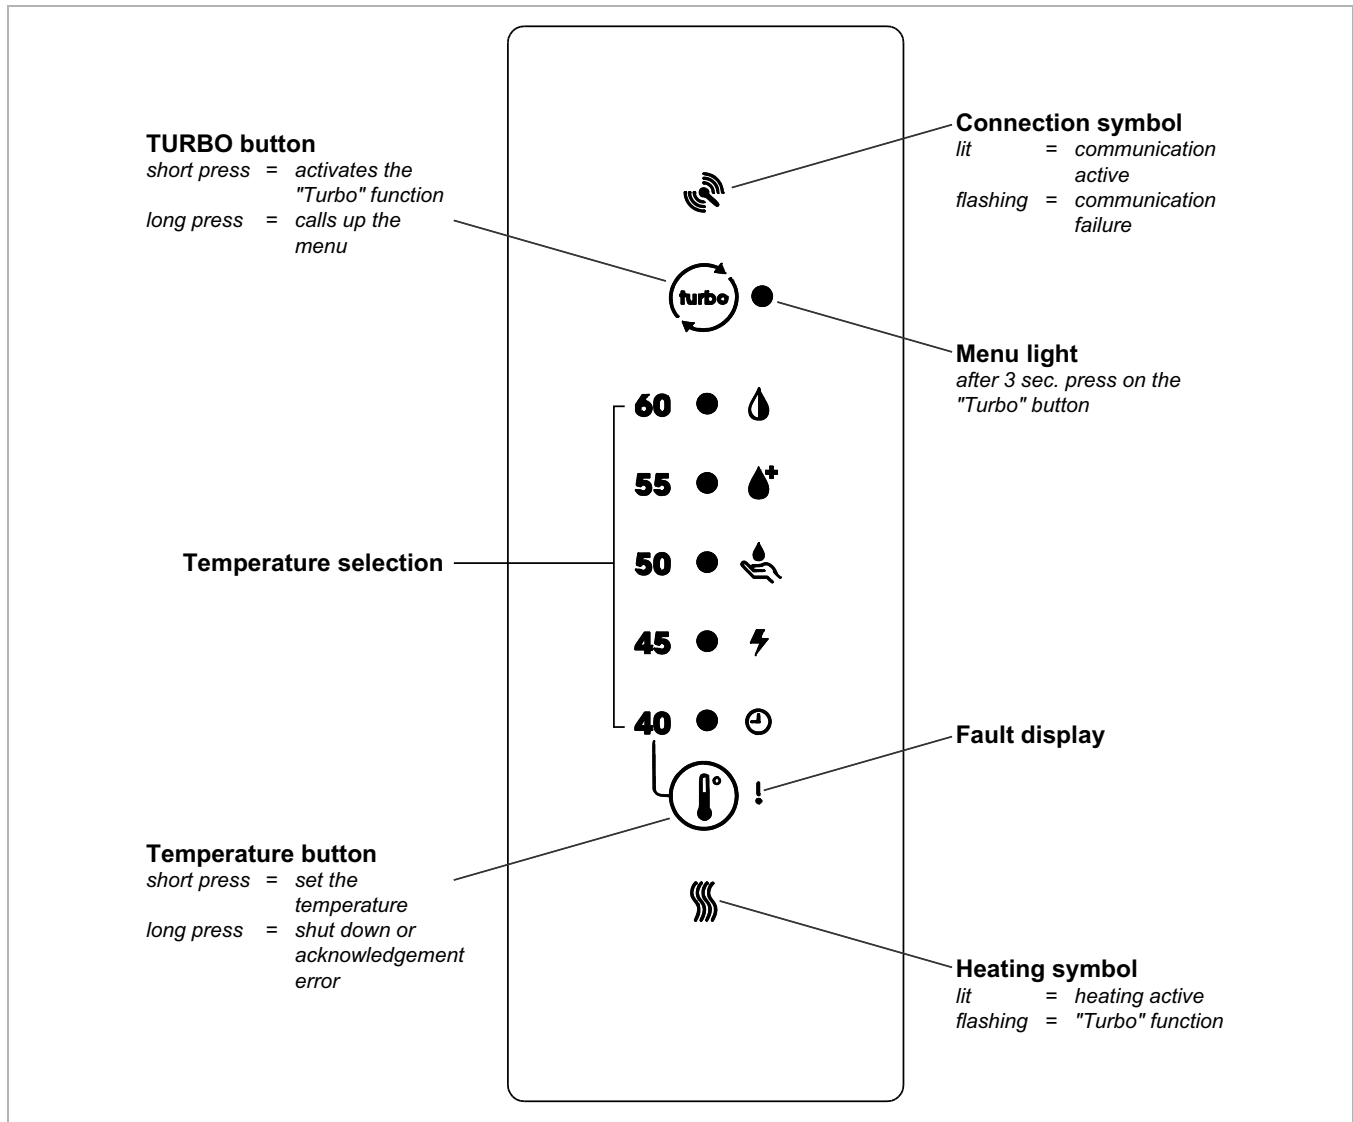 TURBO button
short press = activates the
"Turbo" function
long press = calls up the
menu
Connection symbol
lit = communication
active
flashing = communication
failure
turbo
Menu light
after 3 sec. press on the
"Turbo" button
60
55
Temperature selection
50
45
40
Fault display
!
Temperature button
short press = set the
temperature
long press = shut down or
acknowledgement
error
Heating symbol
lit = heating active
flashing = "Turbo" function